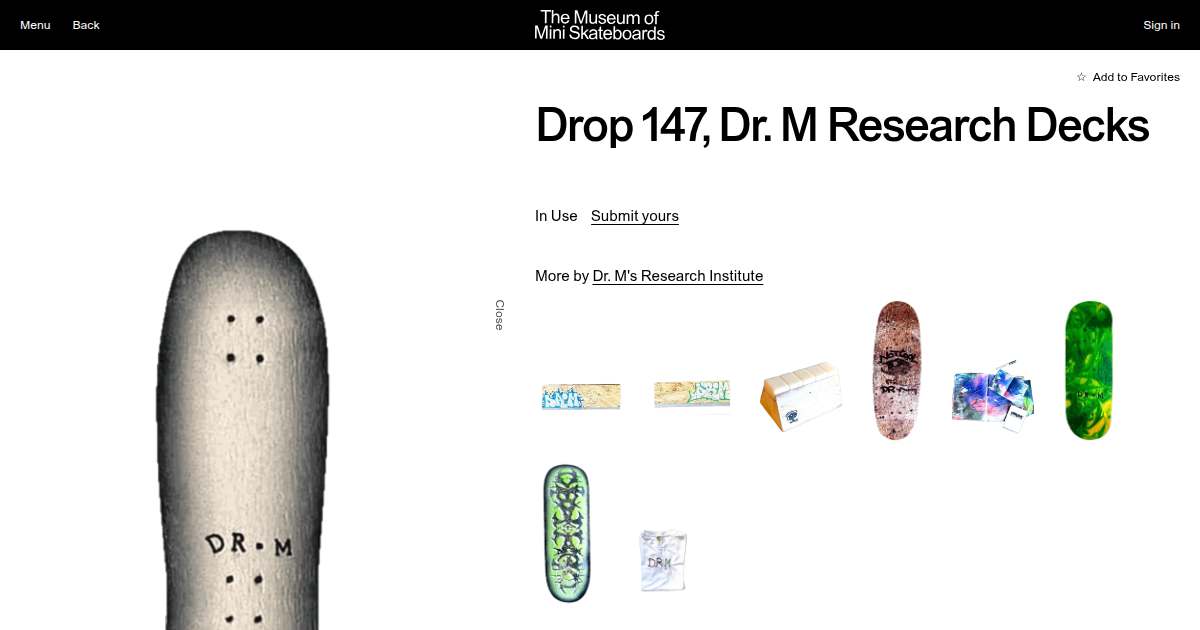 Menu
Back
The Museum of
Mini Skateboards
Sign in
☆ Add to Favorites
Drop 147, Dr. M Research Decks
In Use
Submit yours
More by Dr. M's Research Institute
Close
DR.M
DR M